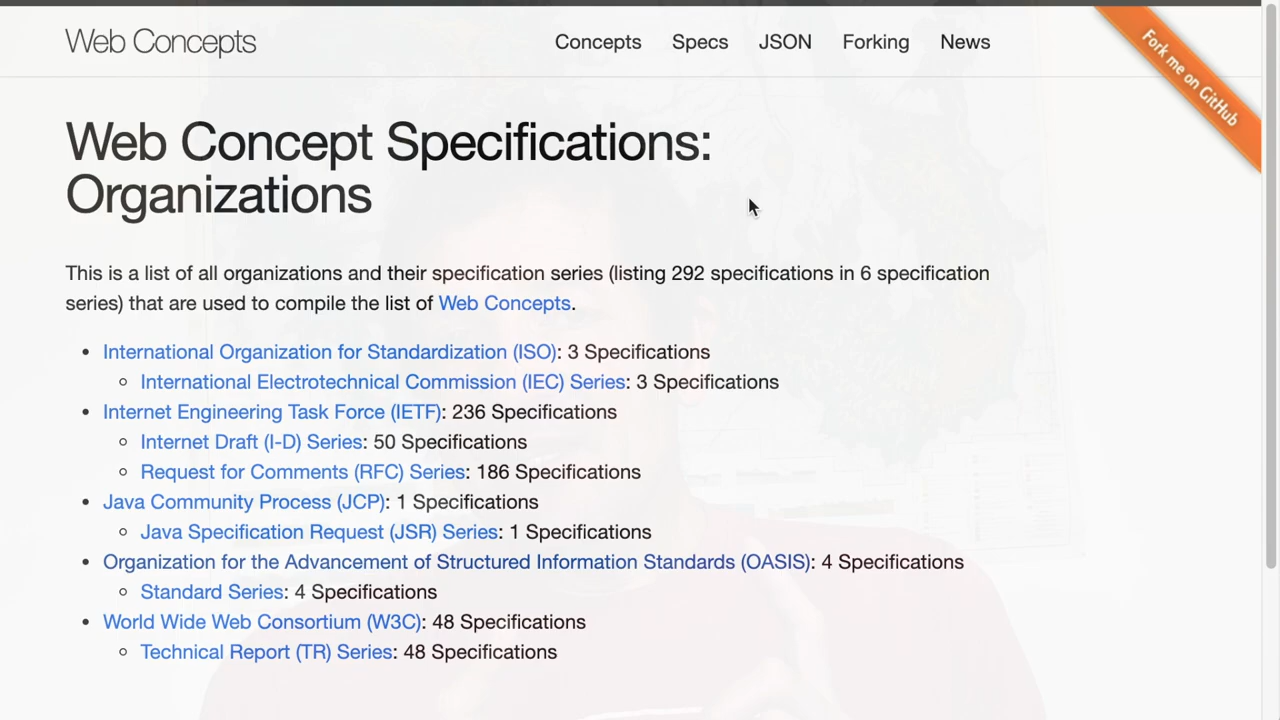 Web Concepts
Concepts
Specs
JSON
Forking
News
Fork me on GitHub
Web Concept Specifications:
Organizations
This is a list of all organizations and their specification series (listing 292 specifications in 6 specification
series) that are used to compile the list of Web Concepts.
International Organization for Standardization (ISO): 3 Specifications
International Electrotechnical Commission (IEC) Series: 3 Specifications
Internet Engineering Task Force (IETF): 236 Specifications
Internet Draft (I-D) Series: 50 Specifications
Request for Comments (RFC) Series: 186 Specifications
Java Community Process (JCP): 1 Specifications
Java Specification Request (JSR) Series: 1 Specifications
Organization for the Advancement of Structured Information Standards (OASIS): 4 Specifications
Standard Series: 4 Specifications
World Wide Web Consortium (W3C): 48 Specifications
Technical Report (TR) Series: 48 Specifications